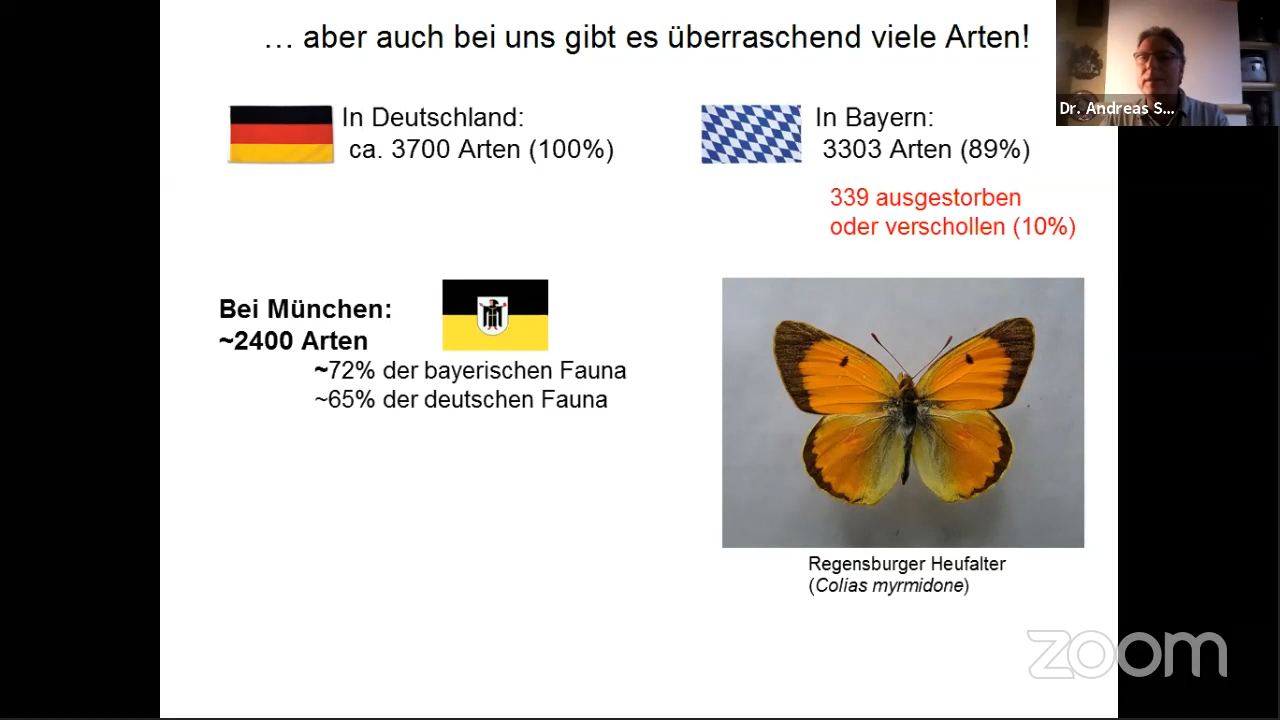 … aber auch bei uns gibt es überraschend viele Arten!
Dr. Andreas S...
In Deutschland:
ca. 3700 Arten (100%)
In Bayern:
3303 Arten (89%)
339 ausgestorben
oder verschollen (10%)
Bei München:
~2400 Arten
~72% der bayerischen Fauna
~65% der deutschen Fauna
Regensburger Heufalter
(Colias myrmidone)
zoom